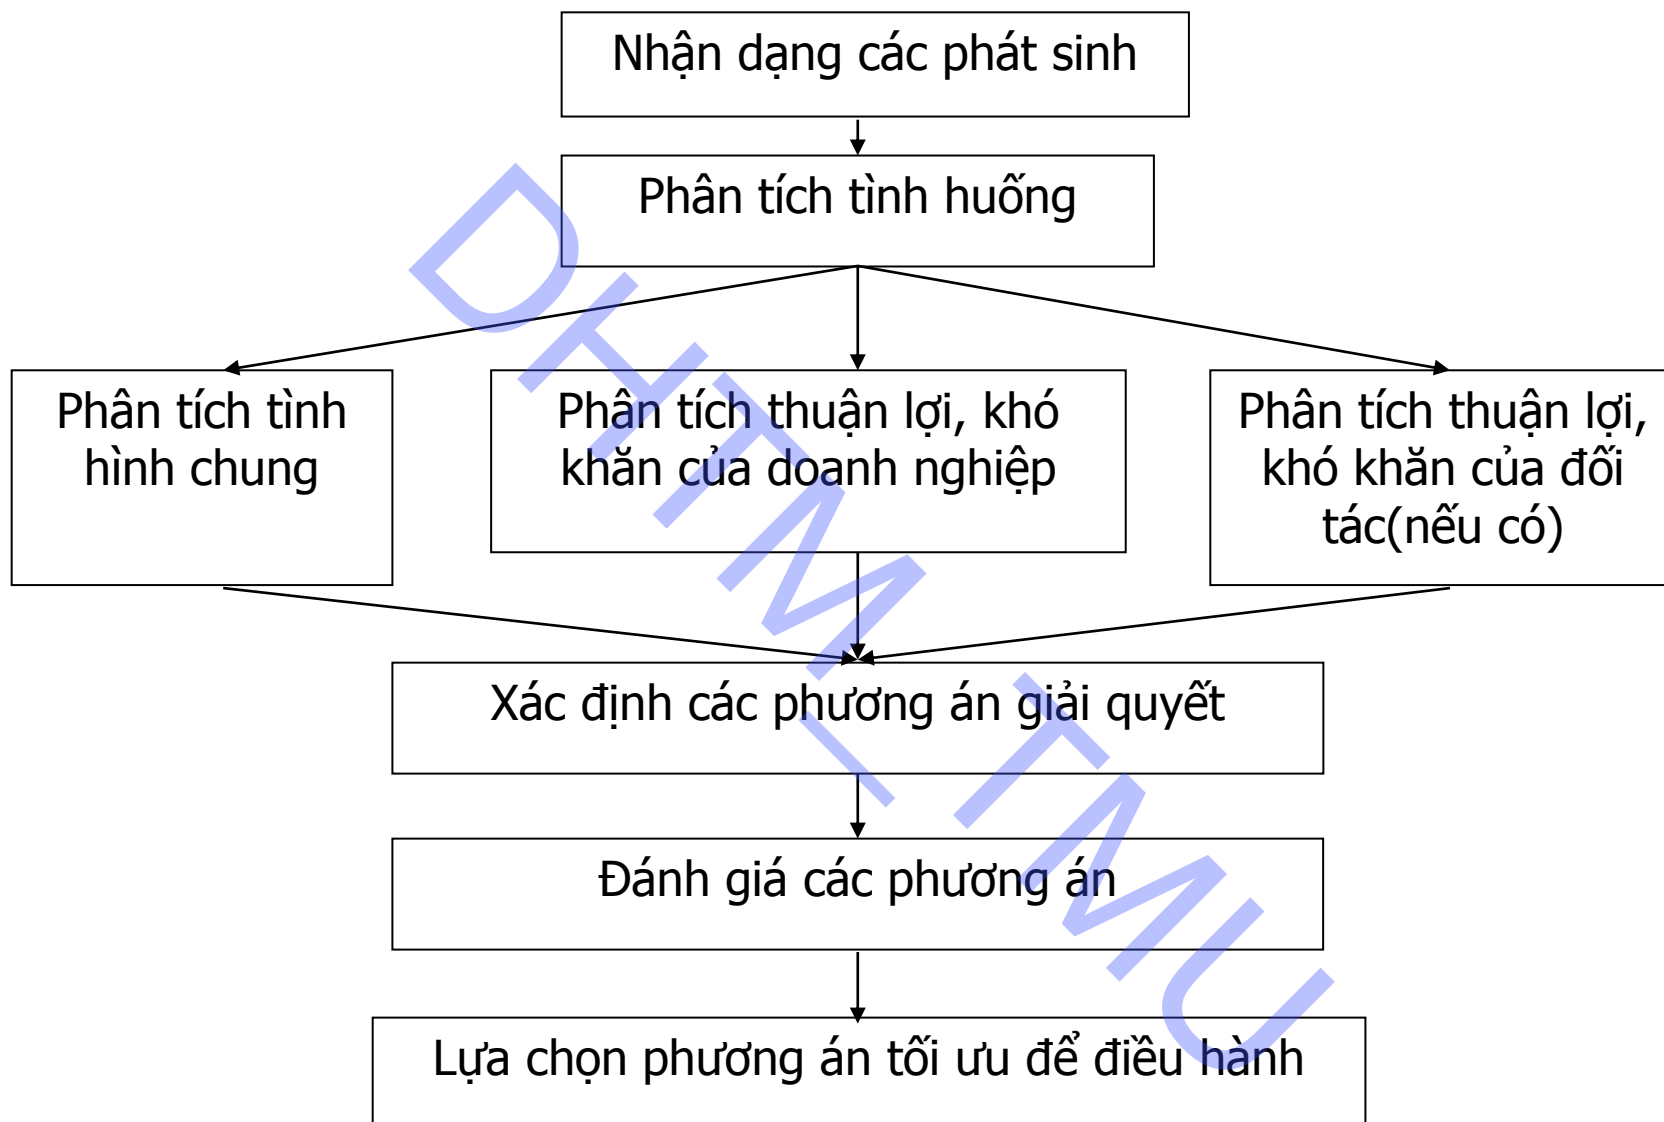 Nhận dạng các phát sinh
Phân tích tình huống
Phân tích tình
hình chung
Phân tích thuận lợi, khó
khăn của doanh nghiệp
Phân tích thuận lợi,
khó khăn của đối
tác(nếu có)
Xác định các phương án giải quyết
Đánh giá các phương án
Lựa chọn phương án tối ưu để điều hành
DHTM_TMU